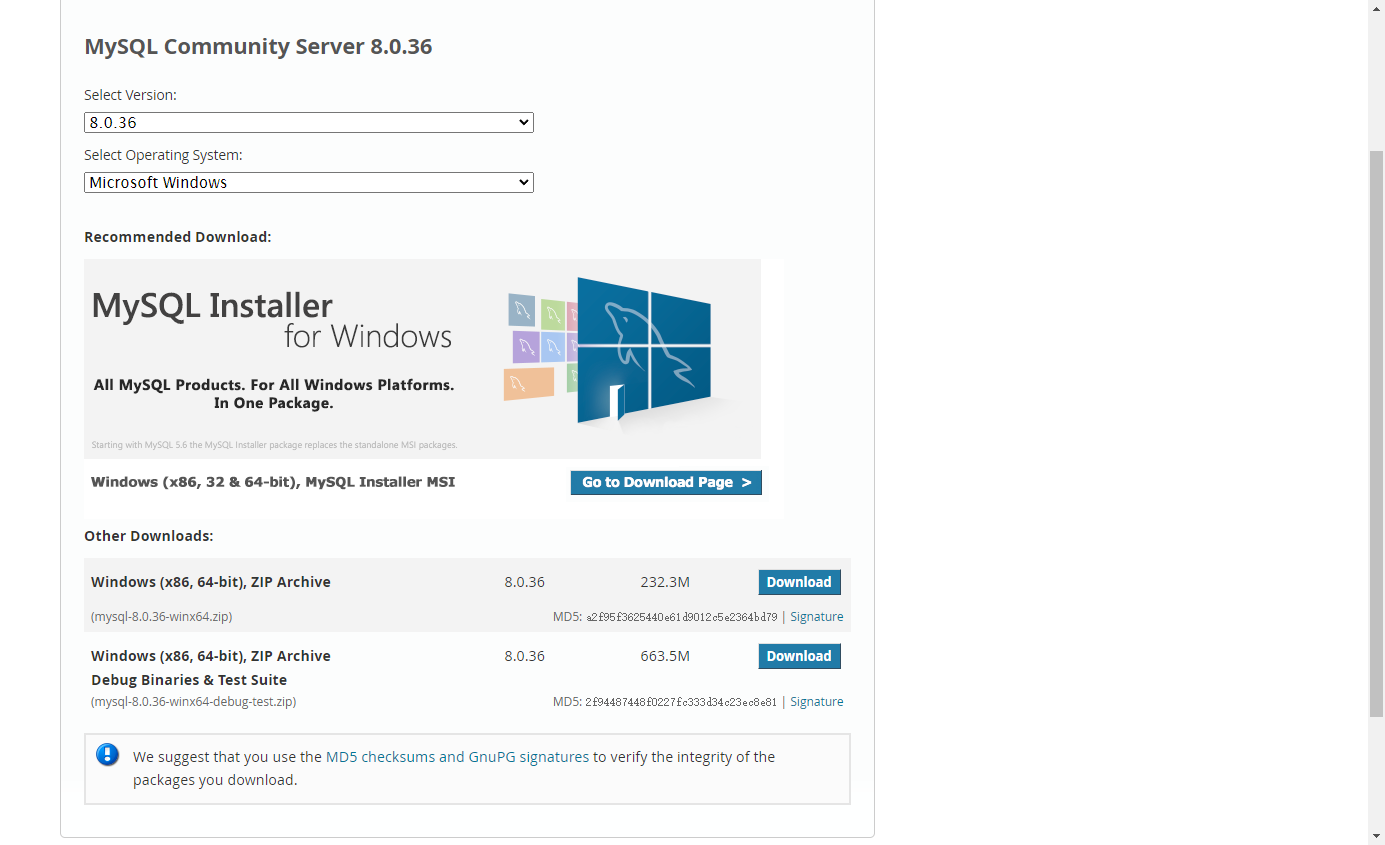 MySQL Community Server 8.0.36
Select Version:
8.0.36
Select Operating System:
Microsoft Windows
Recommended Download:
MySQL Installer
for Windows
All MySQL Products. For All Windows Platforms.
In One Package.
Starting with MySQL 5.6 the MySQL Installer package replaces the standalone MSI packages.
Windows (x86, 32 & 64-bit), MySQL Installer MSI Go to Download Page >
Other Downloads:
Windows (x86, 64-bit), ZIP Archive 8.0.36 232.3M Download
(mysql-8.0.36-winx64.zip) MD5: a2f95f3625440e61d9012c5e2364bd79 | Signature
Windows (x86, 64-bit), ZIP Archive 8.0.36 663.5M Download
Debug Binaries & Test Suite
(mysql-8.0.36-winx64-debug-test.zip) MD5: 2f94487448f0227fc333d34c23ec8e81 | Signature
We suggest that you use the MD5 checksums and GnuPG signatures to verify the integrity of the
packages you download.